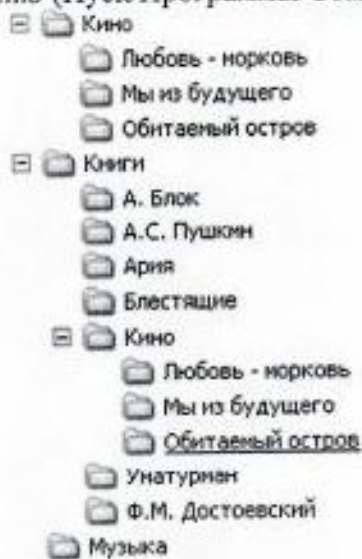 Кино
Любовь - морковь
Мы из будущего
Обитаемый остров
Книги
А. Блок
А.С. Пушкин
Ария
Блестящие
Кино
Любовь - морковь
Мы из будущего
Обитаемый остров
Уматурман
Ф.М. Достоевский
Музыка